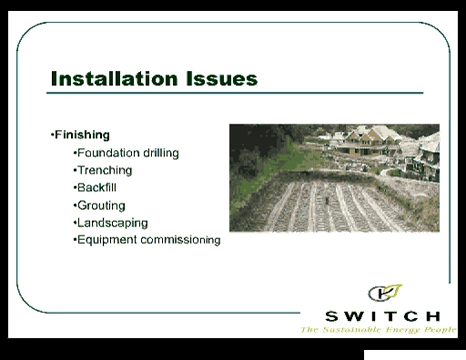 Installation Issues
•Finishing
•Foundation drilling
•Trenching
•Backfill
•Grouting
•Landscaping
•Equipment commissioning
SWITCH
The Sustainable Energy People